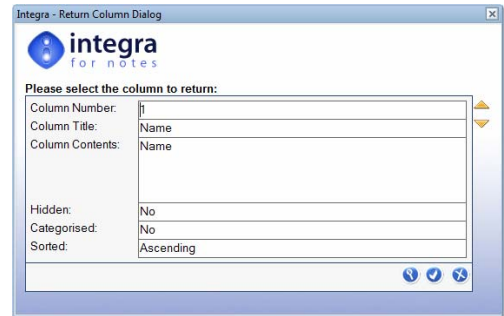 Integra - Return Column Dialog
integra
for notes
Please select the column to return:
Column Number: 1
Column Title: Name
Column Contents: Name
Hidden: No
Categorised: No
Sorted: Ascending